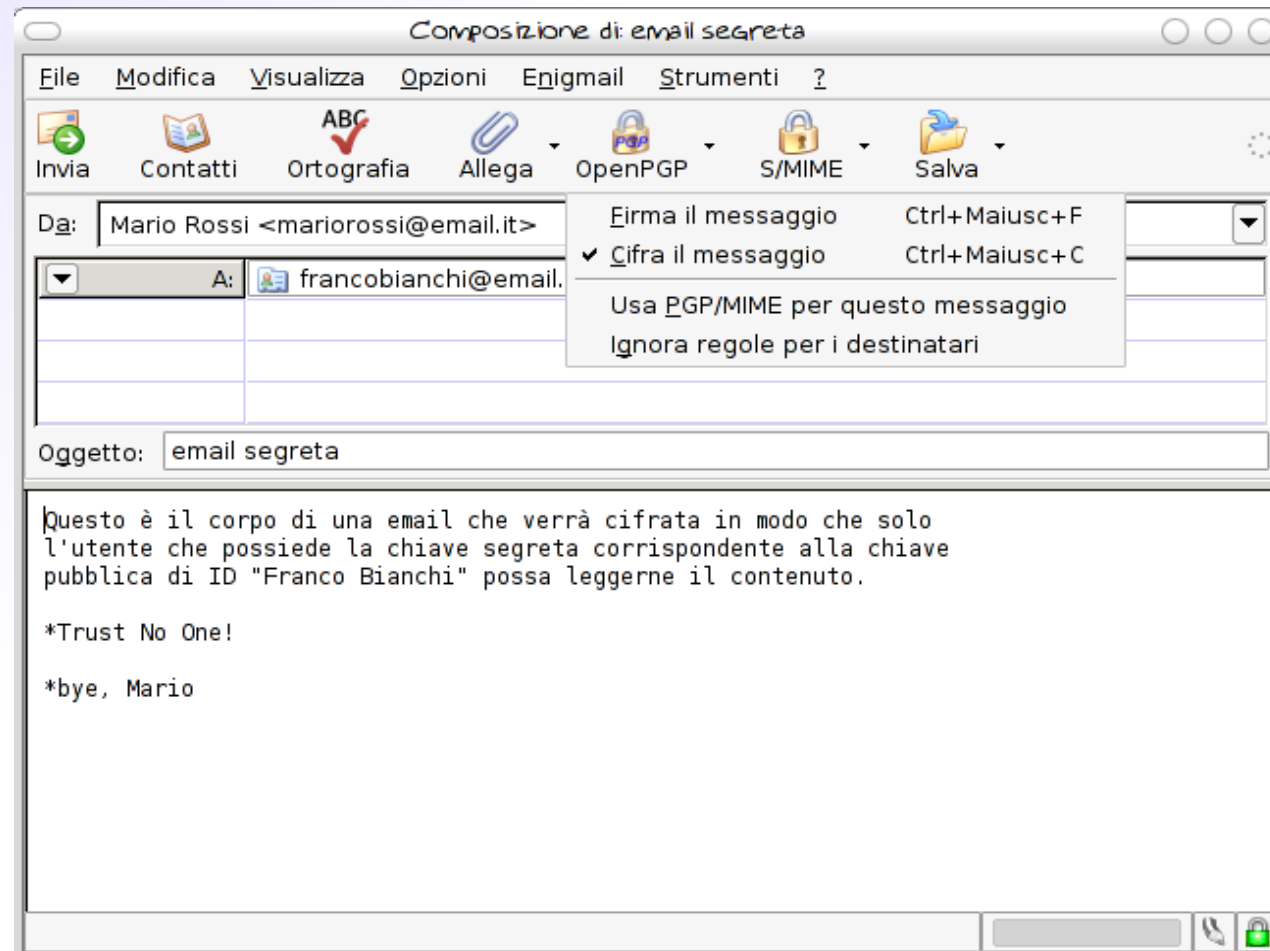 Composizione di: email segreta
File Modifica Visualizza Opzioni Enigmail Strumenti ?
ABC
PGP
Invia Contatti Ortografia Allega OpenPGP S/MIME Salva
Da: Mario Rossi <mariorossi@email.it>
Firma il messaggio Ctrl+Maiusc+F
Cifra il messaggio Ctrl+Maiusc+C
A: francobianchi@email.
Usa PGP/MIME per questo messaggio
Ignora regole per i destinatari
Oggetto: email segreta
Questo è il corpo di una email che verrà cifrata in modo che solo
l'utente che possiede la chiave segreta corrispondente alla chiave
pubblica di ID "Franco Bianchi" possa leggerne il contenuto.
*Trust No One!
*bye, Mario